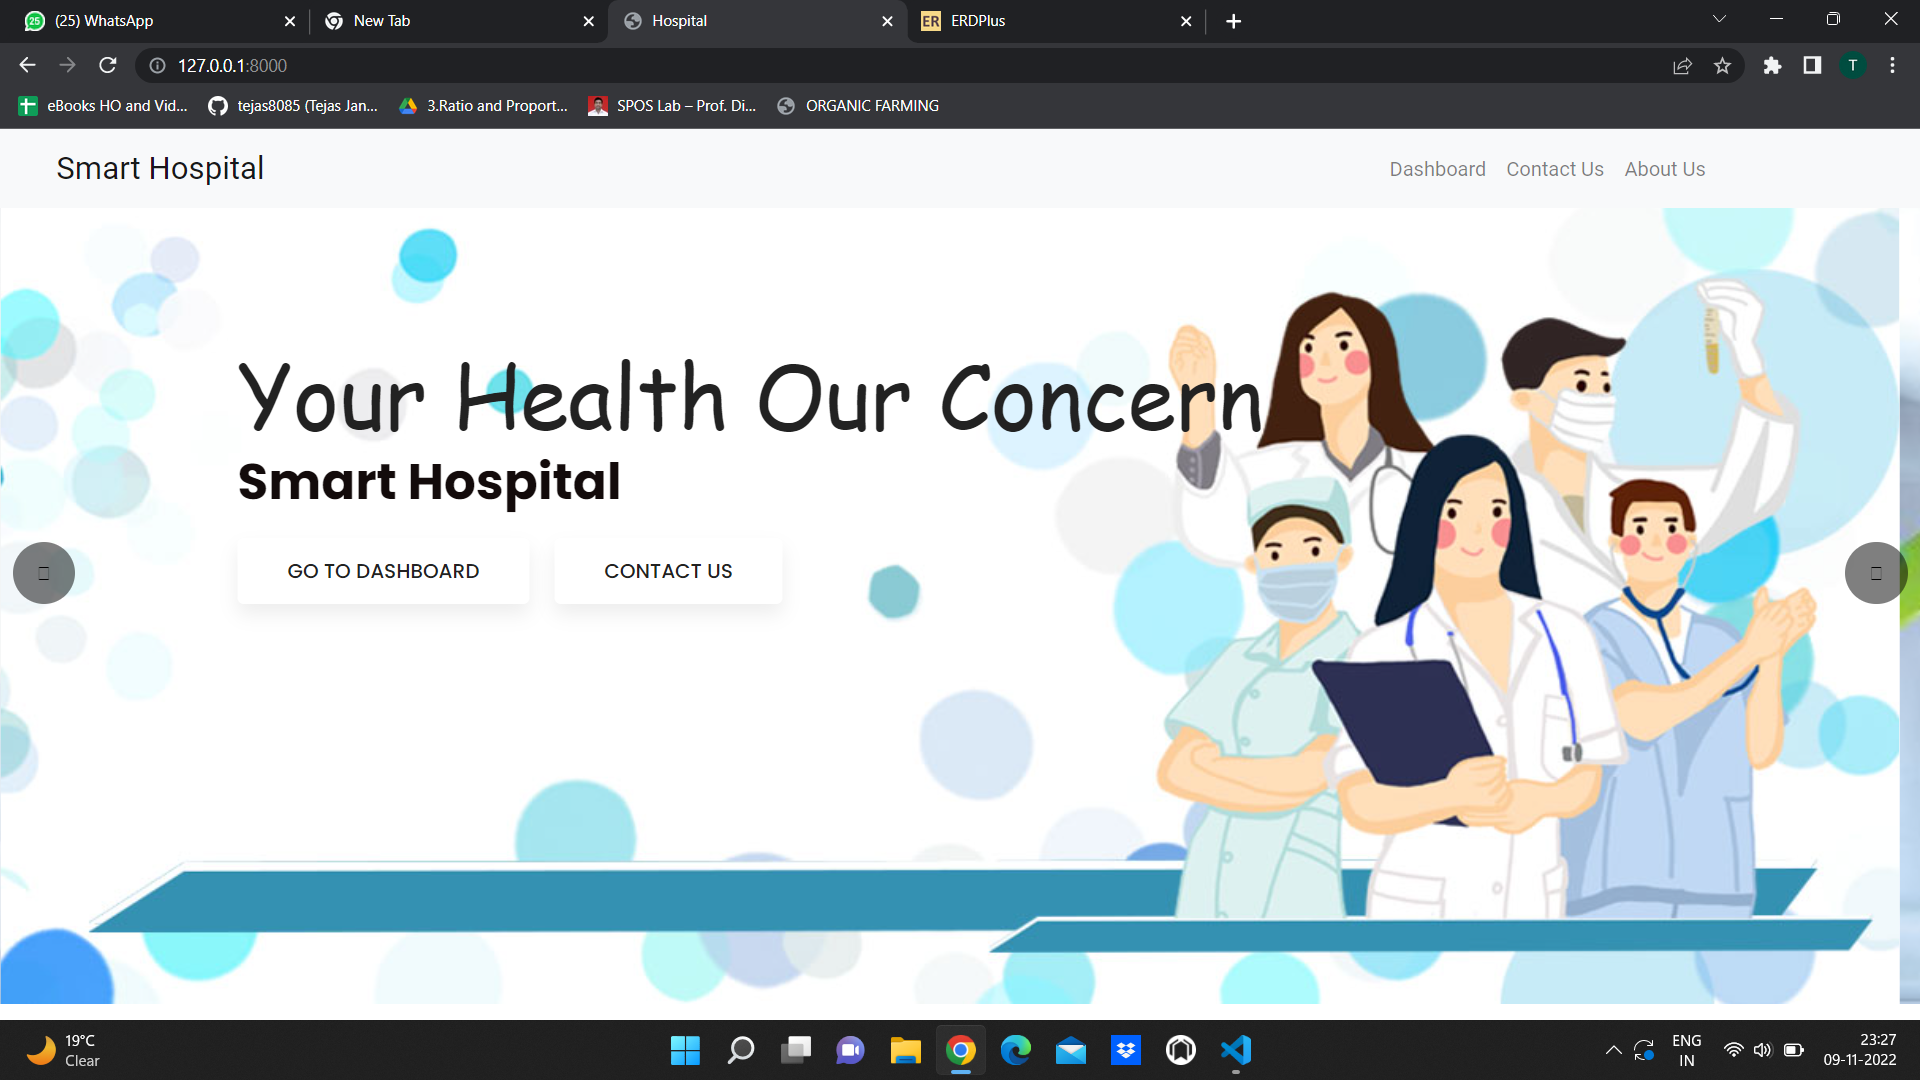 (25) WhatsApp
New Tab
Hospital
ER ERDPlus
127.0.0.1:8000
T
eBooks HO and Vid...
tejas8085 (Tejas Jan...
3.Ratio and Proport...
SPOS Lab – Prof. Di...
ORGANIC FARMING
Smart Hospital
Dashboard
Contact Us
About Us
Your Health Our Concern
Smart Hospital
GO TO DASHBOARD
CONTACT US
19°C
Clear
ENG
IN
23:27
09-11-2022